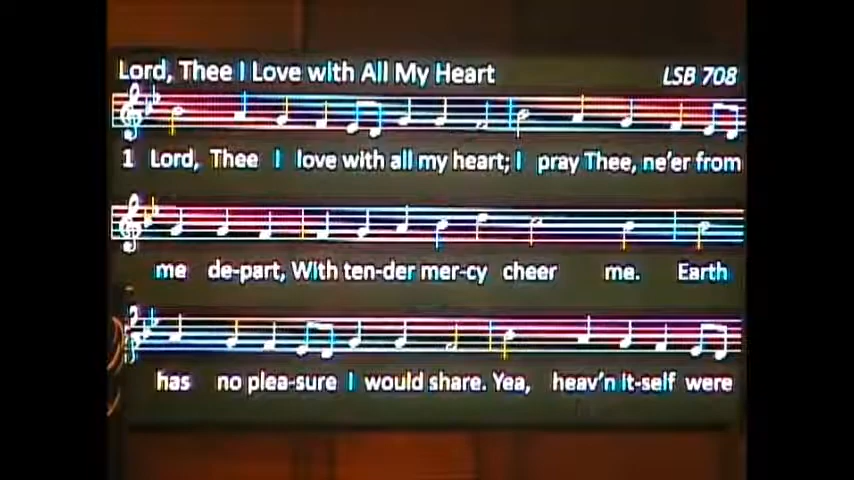 Lord, Thee I Love with All My Heart LSB 708
1 Lord, Thee I love with all my heart; I pray Thee, ne'er from
me de-part, With ten-der mer-cy cheer me. Earth
has no plea-sure I would share. Yea, heav'n it-self were